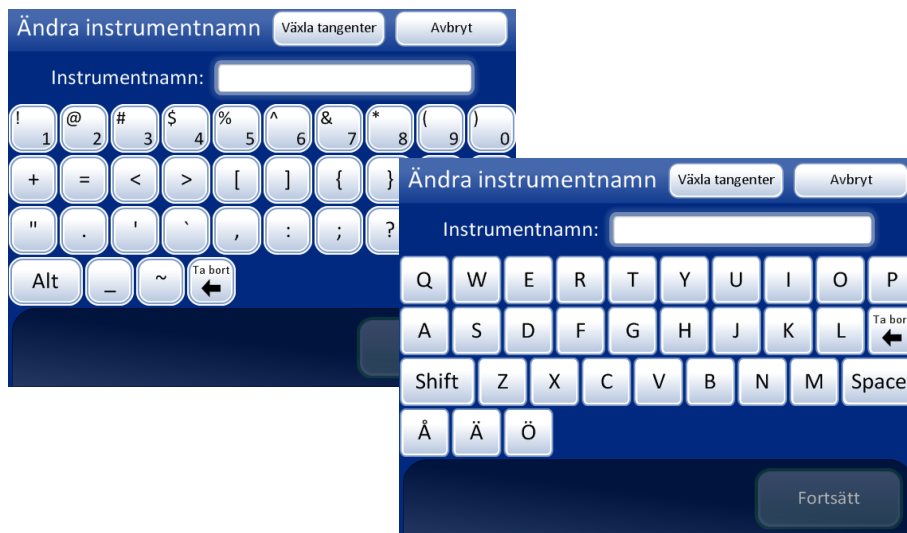 Ändra instrumentnamn Växla tangenter Avbryt
Instrumentnamn:
! 1 @ 2 # 3 $ 4 % 5 ^ 6 & 7 * 8 ( 9 ) 0
+ = < > [ ] { }
" . ' ` , : ; ?
Alt _ ~ Ta bort
Ändra instrumentnamn Växla tangenter Avbryt
Instrumentnamn:
Q W E R T Y U I O P
A S D F G H J K L Ta bor
Shift Z X C V B N M Space
Å Ä Ö
Fortsätt